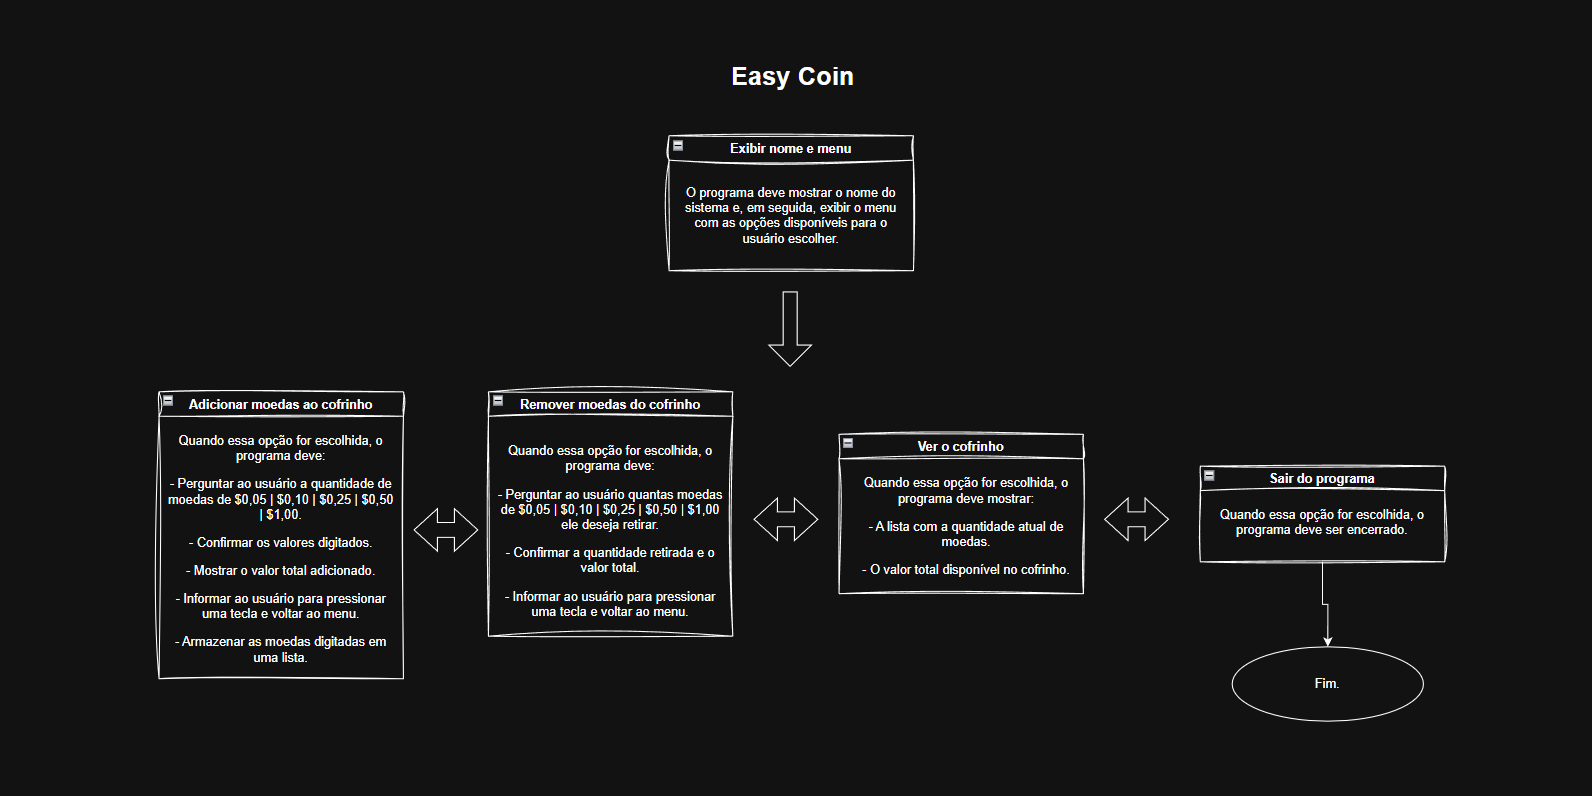 Easy Coin
Exibir nome e menu
O programa deve mostrar o nome do
sistema e, em seguida, exibir o menu
com as opções disponíveis para o
usuário escolher.
Adicionar moedas ao cofrinho
Quando essa opção for escolhida, o
programa deve:
- Perguntar ao usuário a quantidade de
moedas de $0,05 | $0,10 | $0,25 | $0,50
| $1,00.
- Confirmar os valores digitados.
- Mostrar o valor total adicionado.
- Informar ao usuário para pressionar
uma tecla e voltar ao menu.
- Armazenar as moedas digitadas em
uma lista.
Remover moedas do cofrinho
Quando essa opção for escolhida, o
programa deve:
- Perguntar ao usuário quantas moedas
de $0,05 | $0,10 | $0,25 | $0,50 | $1,00
ele deseja retirar.
- Confirmar a quantidade retirada e o
valor total.
- Informar ao usuário para pressionar
uma tecla e voltar ao menu.
Ver o cofrinho
Quando essa opção for escolhida, o
programa deve mostrar:
- A lista com a quantidade atual de
moedas.
- O valor total disponível no cofrinho.
Sair do programa
Quando essa opção for escolhida, o
programa deve ser encerrado.
Fim.